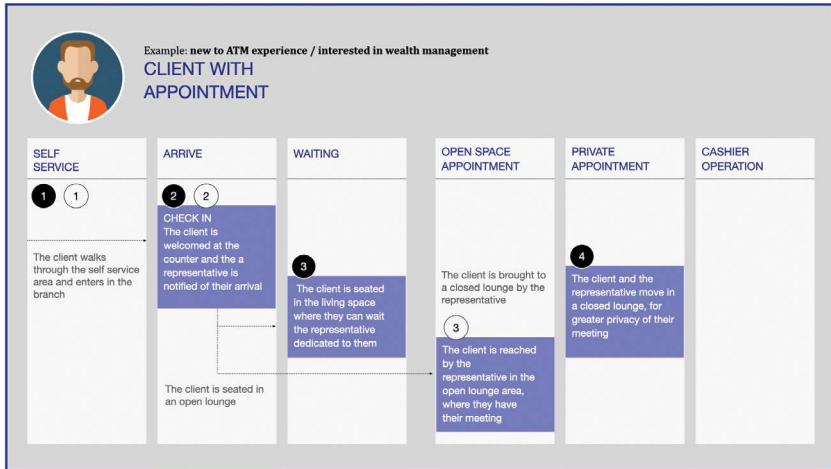 Example: new to ATM experience / interested in wealth management
CLIENT WITH
APPOINTMENT
SELF
SERVICE
1 1
The client walks
through the self service
area and enters in the
branch
ARRIVE
2 2
CHECK IN
The client is
welcomed at the
counter and the a
representative is
notified of their arrival
The client is seated in
an open lounge
WAITING
3
The client is seated
in the living space
where they can wait
the representative
dedicated to them
OPEN SPACE
APPOINTMENT
The client is brought to
a closed lounge by the
representative
3
The client is reached
by the
representative in the
open lounge area,
where they have
their meeting
PRIVATE
APPOINTMENT
4
The client and the
representative move in
a closed lounge, for
greater privacy of their
meeting
CASHIER
OPERATION